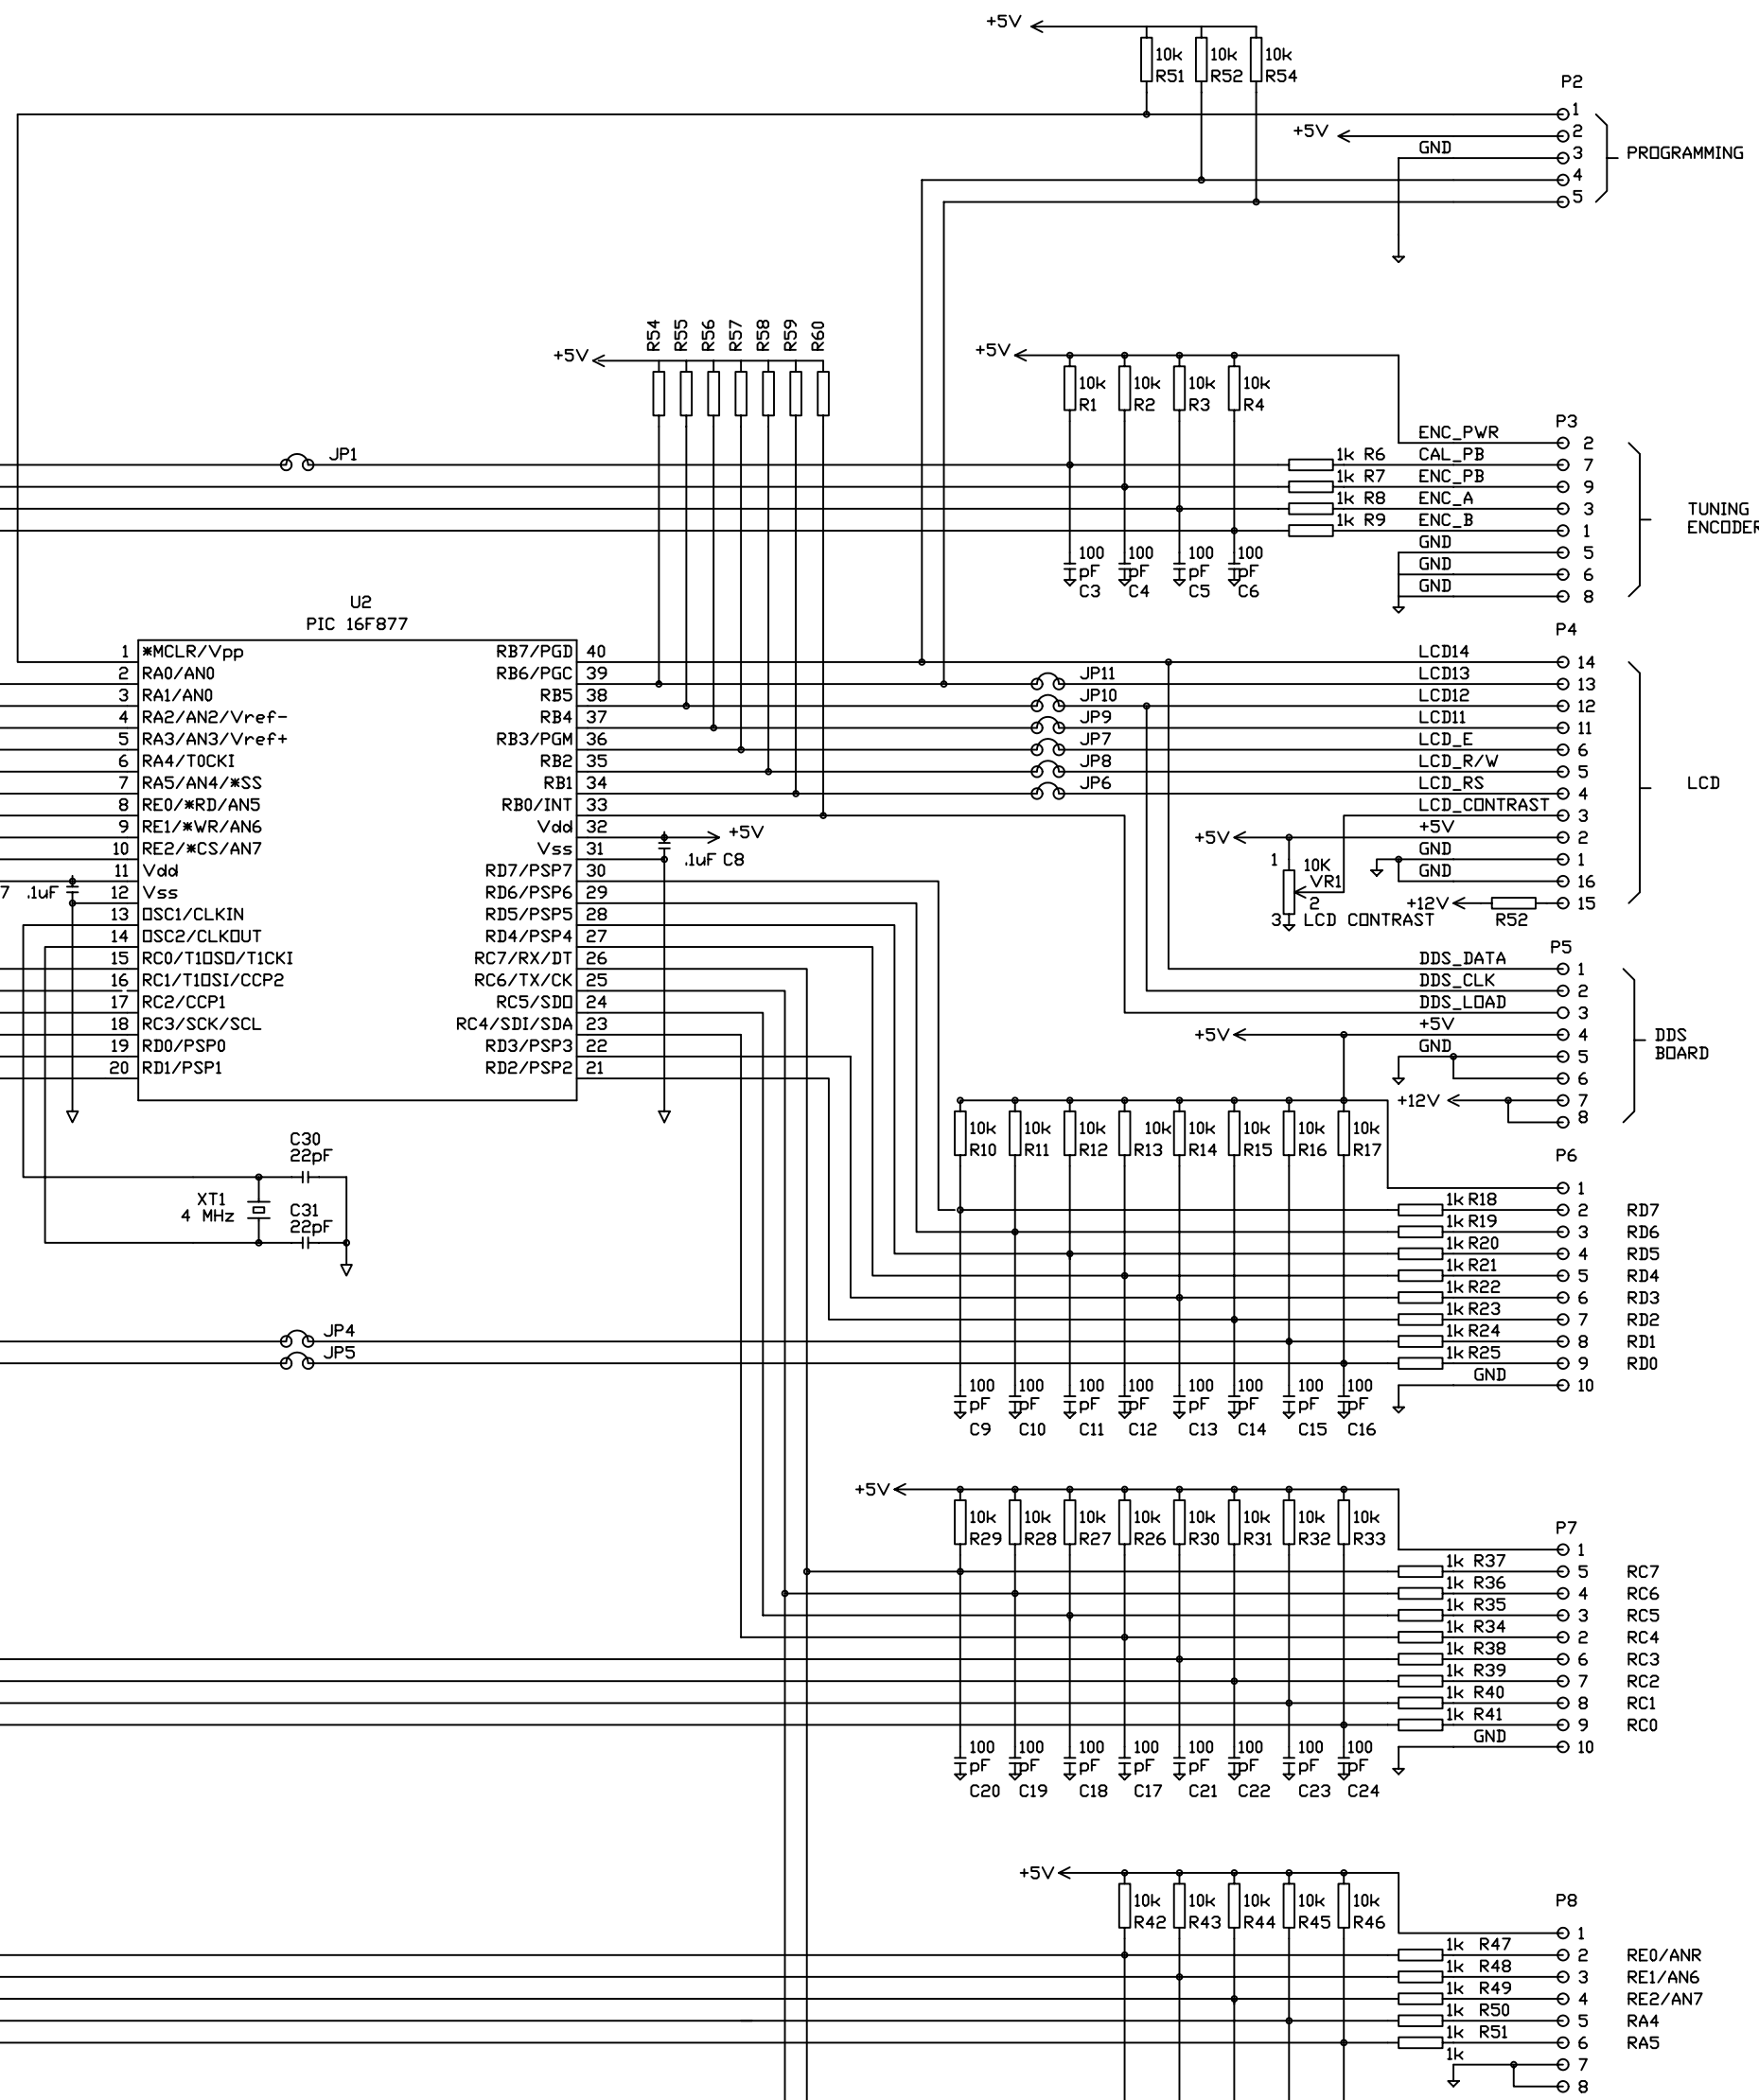 +5V
10k 10k 10k
R51 R52 R54
P2
1
+5V
2
GND
3
PROGRAMMING
4
5
R54 R55 R56 R57 R58 R59 R60
+5V
+5V
10k 10k 10k 10k
R1 R2 R3 R4
P3
ENC_PWR 2
JP1
1k R6 CAL_PB 7
1k R7 ENC_PB 9
1k R8 ENC_A 3
1k R9 ENC_B 1
GND 5
GND 6
GND 8
TUNING
ENCODER
100 100 100 100
pF pF pF pF
C3 C4 C5 C6
U2
PIC 16F877
1 *MCLR/Vpp
2 RA0/AN0
3 RA1/AN0
4 RA2/AN2/Vref-
5 RA3/AN3/Vref+
6 RA4/T0CKI
7 RA5/AN4/*SS
8 RE0/*RD/AN5
9 RE1/*WR/AN6
10 RE2/*CS/AN7
11 Vdd
12 Vss
13 OSC1/CLKIN
14 OSC2/CLKOUT
15 RC0/T1OSO/T1CKI
16 RC1/T1OSI/CCP2
17 RC2/CCP1
18 RC3/SCK/SCL
19 RD0/PSP0
20 RD1/PSP1
RB7/PGD 40
RB6/PGC 39
RB5 38
RB4 37
RB3/PGM 36
RB2 35
RB1 34
RB0/INT 33
Vdd 32
Vss 31
RD7/PSP7 30
RD6/PSP6 29
RD5/PSP5 28
RD4/PSP4 27
RC7/RX/DT 26
RC6/TX/CK 25
RC5/SDO 24
RC4/SDI/SDA 23
RD3/PSP3 22
RD2/PSP2 21
7 .1uF
+5V
.1uF C8
P4
LCD14 14
JP11 LCD13 13
JP10 LCD12 12
JP9 LCD11 11
JP7 LCD_E 6
JP8 LCD_R/W 5
JP6 LCD_RS 4
LCD_CONTRAST 3
+5V +5V 2
GND 1
GND 16
+12V R52 15
LCD
1
10K
VR1
2
3 LCD CONTRAST
P5
DDS_DATA 1
DDS_CLK 2
DDS_LOAD 3
+5V +5V 4
GND 5
6
+12V 7
8
DDS
BOARD
C30
22pF
XT1
4 MHz
C31
22pF
10k 10k 10k 10k 10k 10k 10k 10k
R10 R11 R12 R13 R14 R15 R16 R17
P6
1
1k R18 2 RD7
1k R19 3 RD6
1k R20 4 RD5
1k R21 5 RD4
1k R22 6 RD3
1k R23 7 RD2
JP4 1k R24 8 RD1
JP5 1k R25 9 RD0
GND 10
100 100 100 100 100 100 100 100
pF pF pF pF pF pF pF pF
C9 C10 C11 C12 C13 C14 C15 C16
+5V
10k 10k 10k 10k 10k 10k 10k 10k
R29 R28 R27 R26 R30 R31 R32 R33
P7
1
1k R37 5 RC7
1k R36 4 RC6
1k R35 3 RC5
1k R34 2 RC4
1k R38 6 RC3
1k R39 7 RC2
1k R40 8 RC1
1k R41 9 RC0
GND 10
100 100 100 100 100 100 100 100
pF pF pF pF pF pF pF pF
C20 C19 C18 C17 C21 C22 C23 C24
+5V
10k 10k 10k 10k 10k
R42 R43 R44 R45 R46
P8
1
1k R47 2 RE0/ANR
1k R48 3 RE1/AN6
1k R49 4 RE2/AN7
1k R50 5 RA4
1k R51 6 RA5
1k 7
8